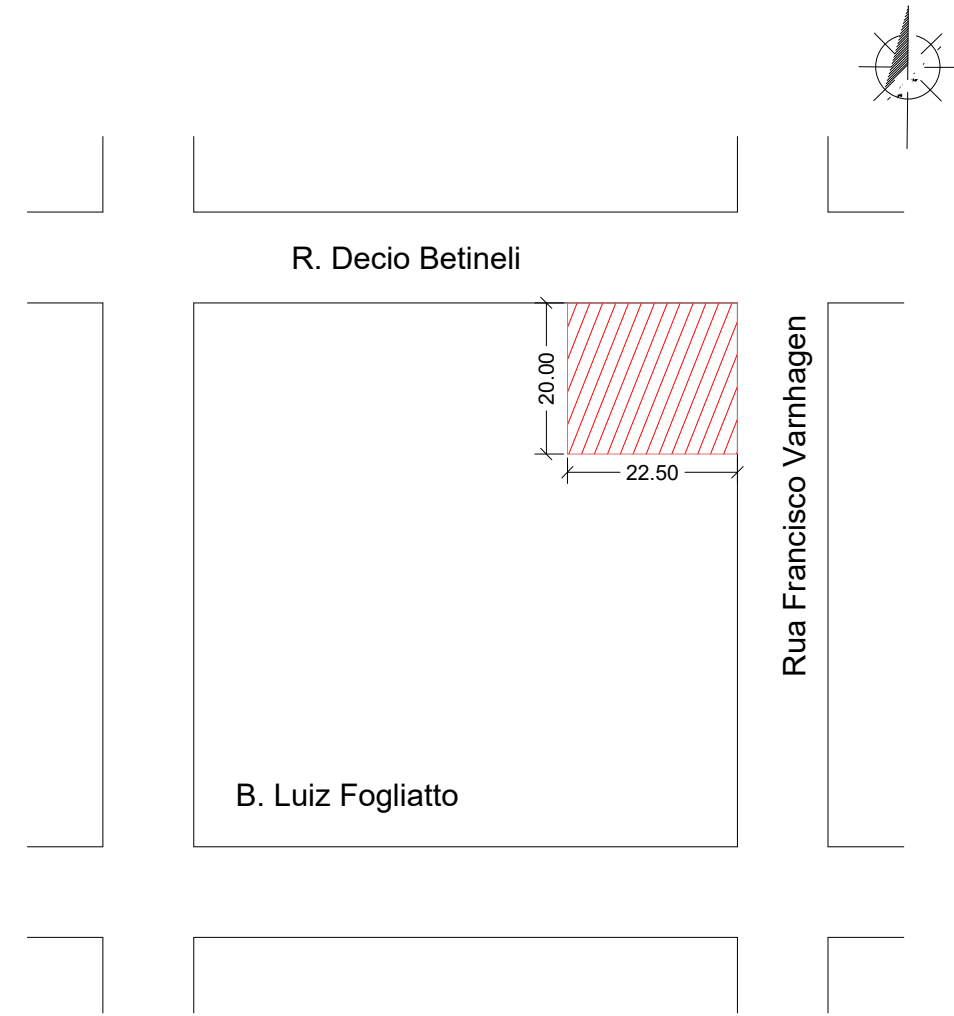 R. Decio Betineli
20.00
22.50
Rua Francisco Varnhagen
B. Luiz Fogliatto